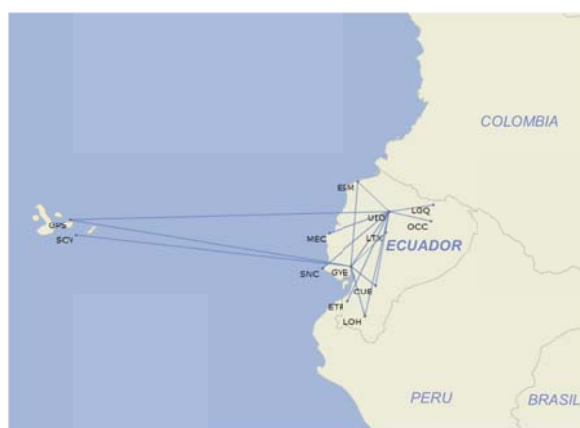 COLOMBIA
ESM
LGQ
UIO
GPS
OCC
SCY
MEC
LTX
ECUADOR
SNC
GYE
CUE
ETR
LOH
PERU
BRASIL